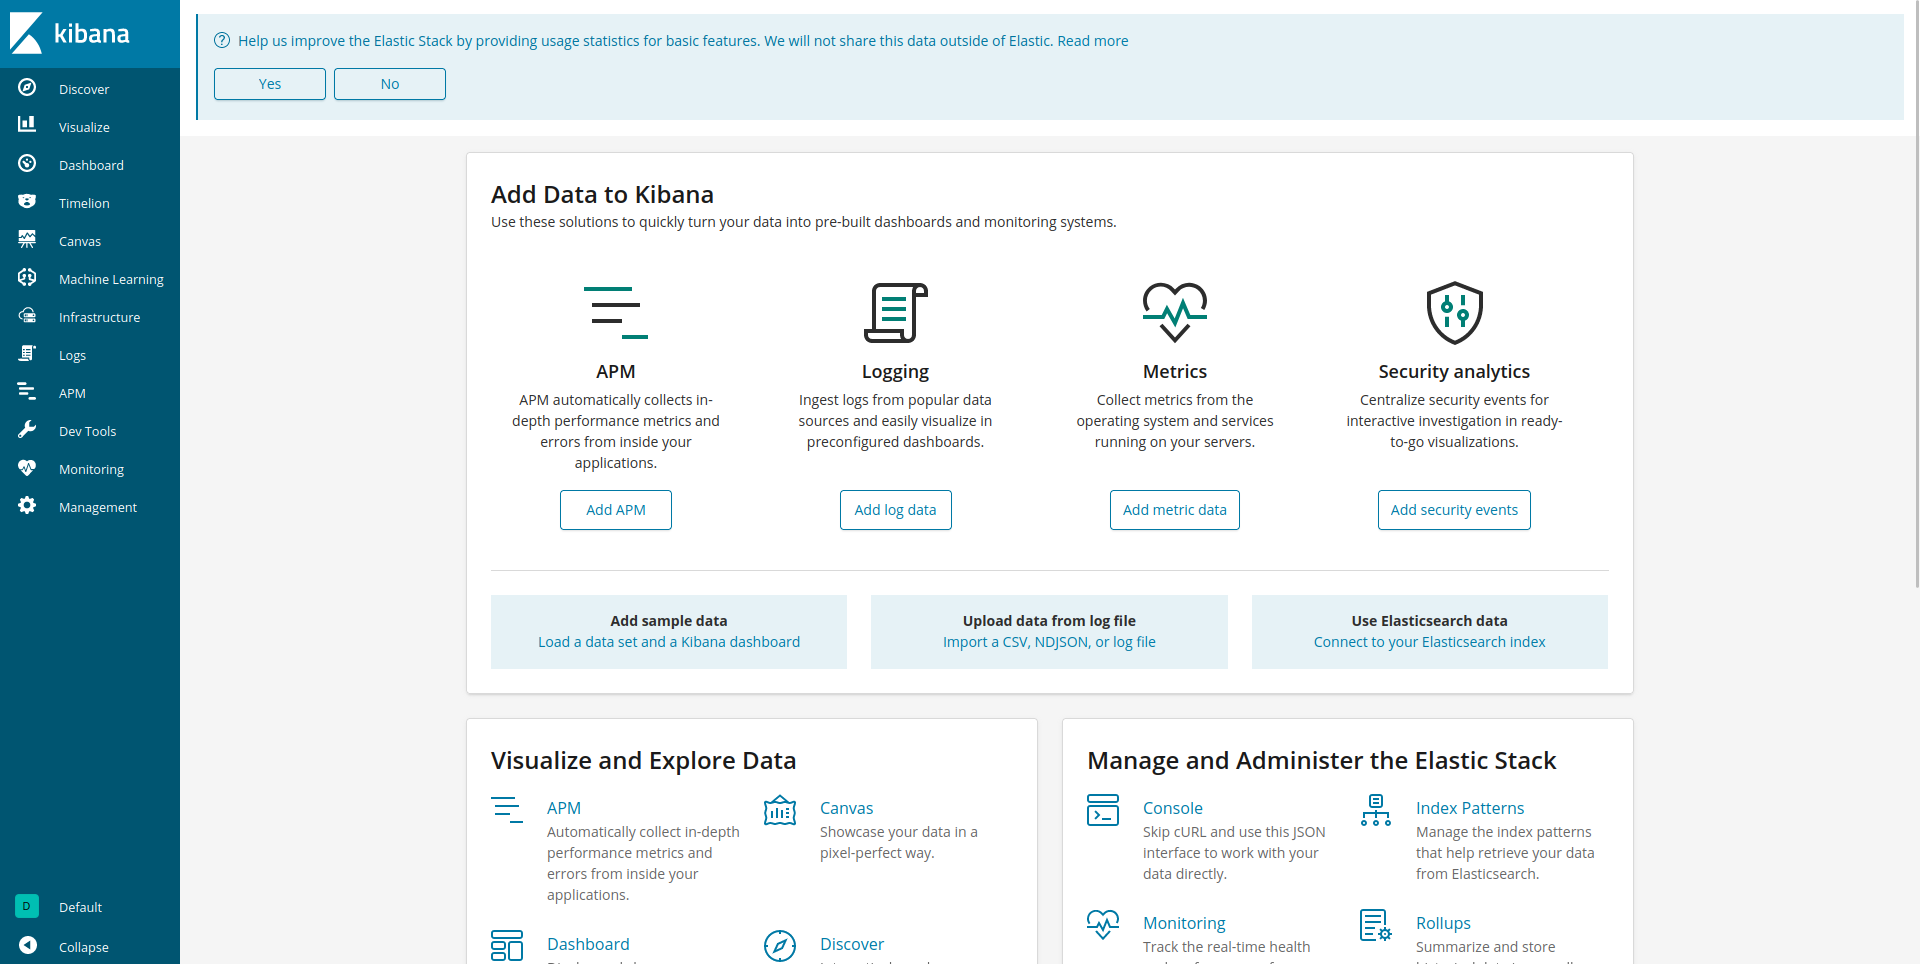 kibana
Discover
Visualize
Dashboard
Timelion
Canvas
Machine Learning
Infrastructure
Logs
APM
Dev Tools
Monitoring
Management
D Default
Collapse
Help us improve the Elastic Stack by providing usage statistics for basic features. We will not share this data outside of Elastic. Read more
Yes No
Add Data to Kibana
Use these solutions to quickly turn your data into pre-built dashboards and monitoring systems.
APM
APM automatically collects in-
depth performance metrics and
errors from inside your
applications.
Add APM
Logging
Ingest logs from popular data
sources and easily visualize in
preconfigured dashboards.
Add log data
Metrics
Collect metrics from the
operating system and services
running on your servers.
Add metric data
Security analytics
Centralize security events for
interactive investigation in ready-
to-go visualizations.
Add security events
Add sample data
Load a data set and a Kibana dashboard
Upload data from log file
Import a CSV, NDJSON, or log file
Use Elasticsearch data
Connect to your Elasticsearch index
Visualize and Explore Data
APM
Automatically collect in-depth
performance metrics and
errors from inside your
applications.
Canvas
Showcase your data in a
pixel-perfect way.
Dashboard
Discover
Manage and Administer the Elastic Stack
Console
Skip cURL and use this JSON
interface to work with your
data directly.
Index Patterns
Manage the index patterns
that help retrieve your data
from Elasticsearch.
Monitoring
Track the real-time health
Rollups
Summarize and store